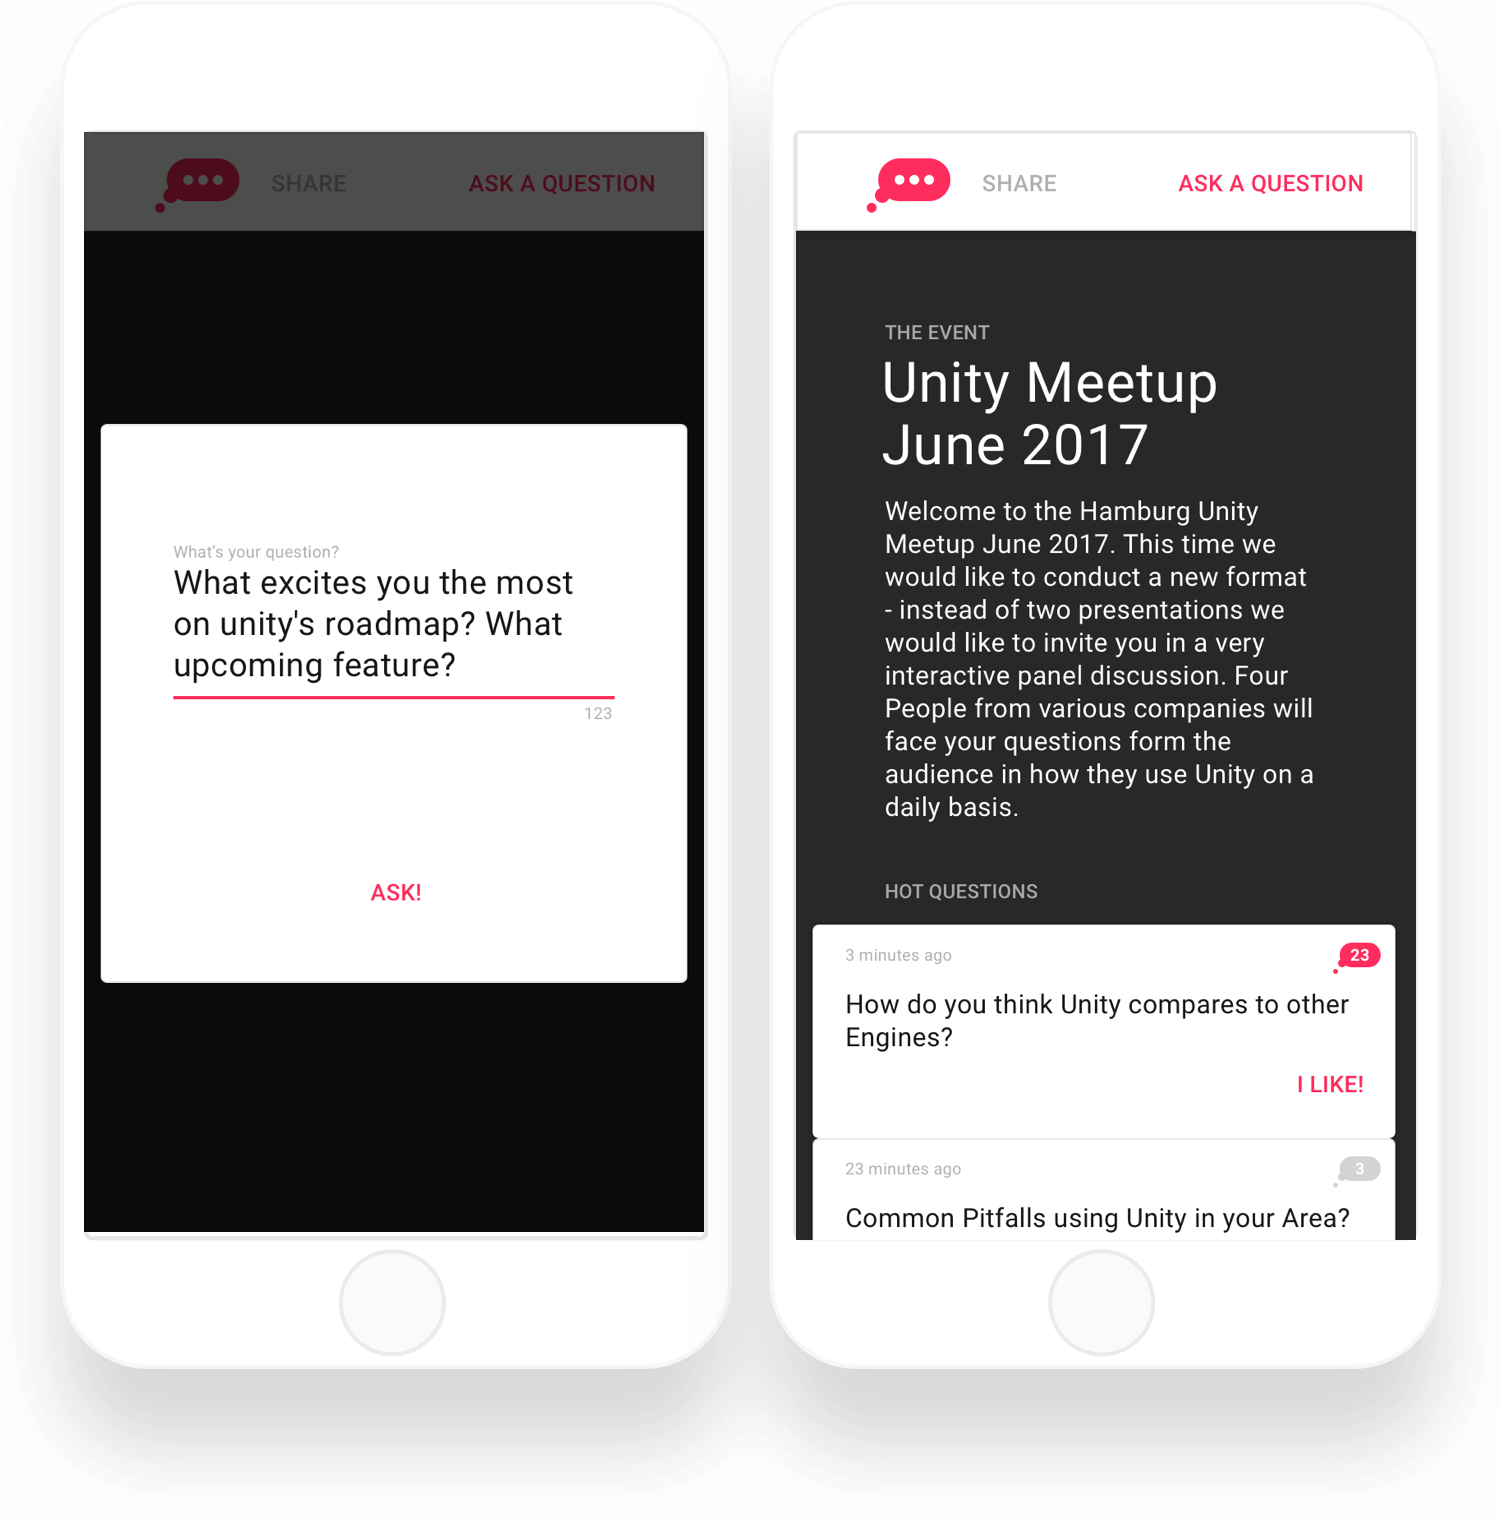 SHARE
ASK A QUESTION
What's your question?
What excites you the most
on unity's roadmap? What
upcoming feature?
123
ASK!
SHARE
ASK A QUESTION
THE EVENT
Unity Meetup
June 2017
Welcome to the Hamburg Unity
Meetup June 2017. This time we
would like to conduct a new format
- instead of two presentations we
would like to invite you in a very
interactive panel discussion. Four
People from various companies will
face your questions form the
audience in how they use Unity on a
daily basis.
HOT QUESTIONS
3 minutes ago
23
How do you think Unity compares to other
Engines?
I LIKE!
23 minutes ago
3
Common Pitfalls using Unity in your Area?